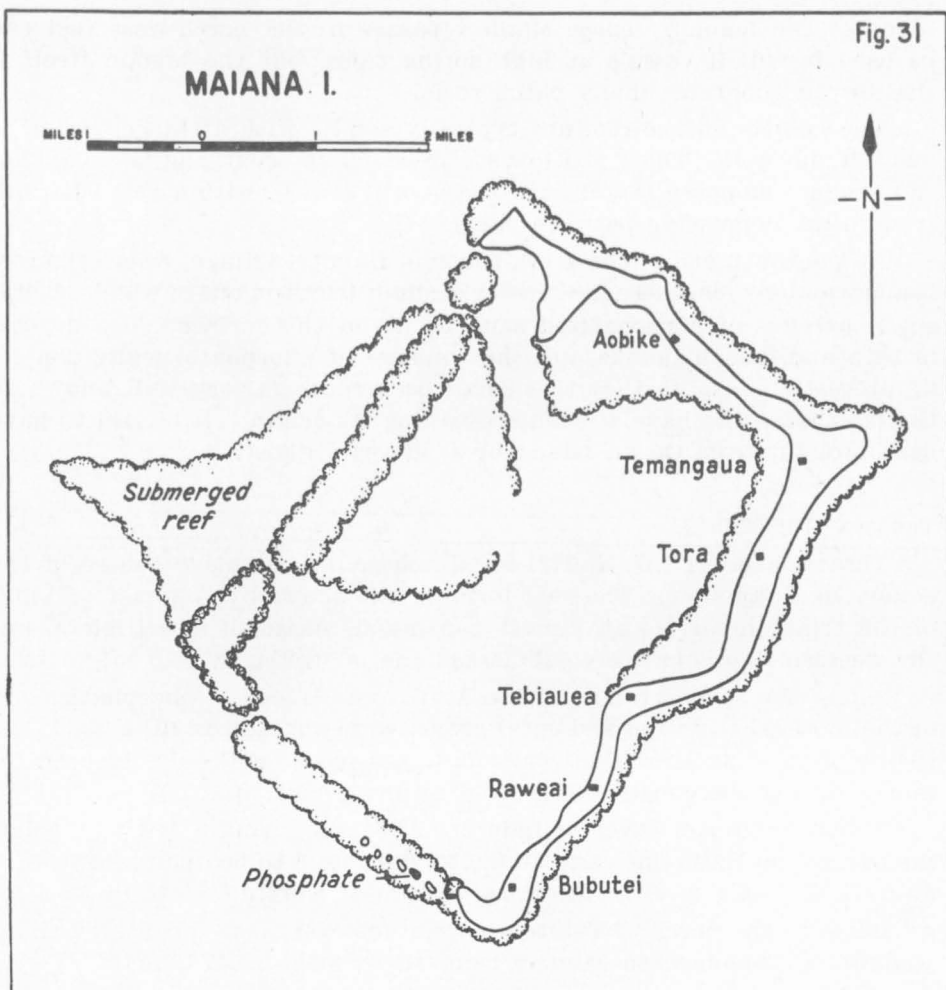 Fig. 31
MAIANA I.
MILES 1 0 1 2 MILES
—N—
Aobike
Temangaua
Submerged
reef
Tora
Tebiauea
Raweai
Phosphate
Bubutei